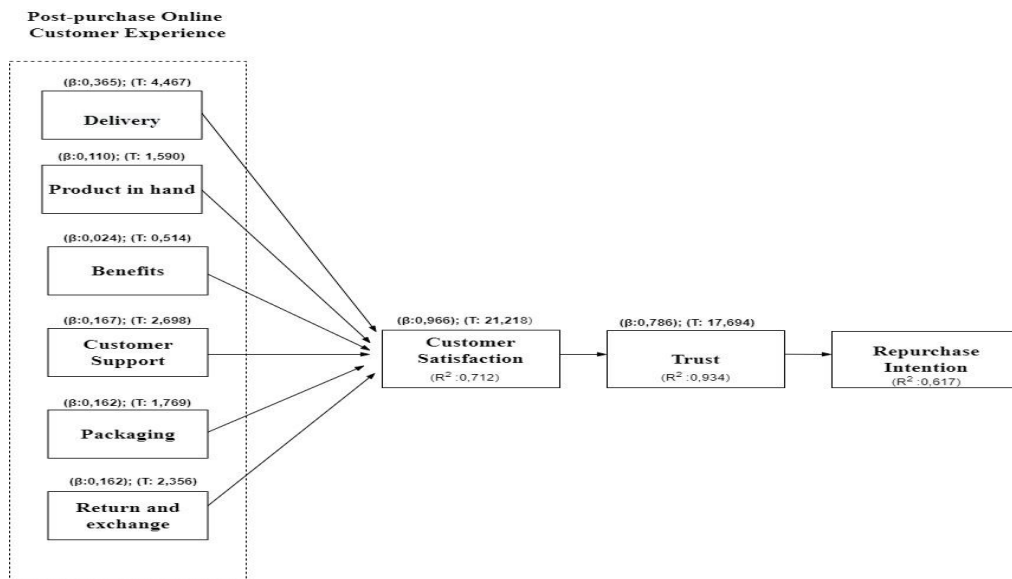 Post-purchase Online
Customer Experience
(β:0,365); (T: 4,467)
Delivery
(β:0,110); (T: 1,590)
Product in hand
(β:0,024); (T: 0,514)
Benefits
(β:0,167); (T: 2,698)
Customer
Support
(β:0,162); (T: 1,769)
Packaging
(β:0,162); (T: 2,356)
Return and
exchange
(β:0,966); (T: 21,218)
Customer
Satisfaction
(R² :0,712)
(β:0,786); (T: 17,694)
Trust
(R² :0,934)
Repurchase
Intention
(R² :0,617)